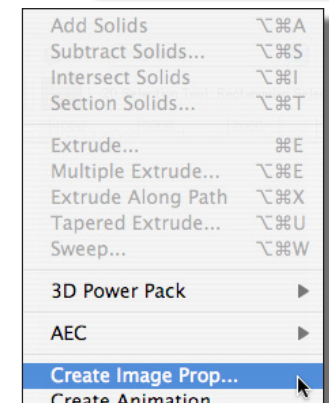 Add Solids ⌥⌘A
Subtract Solids... ⌥⌘S
Intersect Solids ⌥⌘I
Section Solids... ⌥⌘T
Extrude... ⌘E
Multiple Extrude... ⌥⌘E
Extrude Along Path ⌥⌘X
Tapered Extrude... ⌥⌘U
Sweep... ⌥⌘W
3D Power Pack
AEC
Create Image Prop...
Create Animation